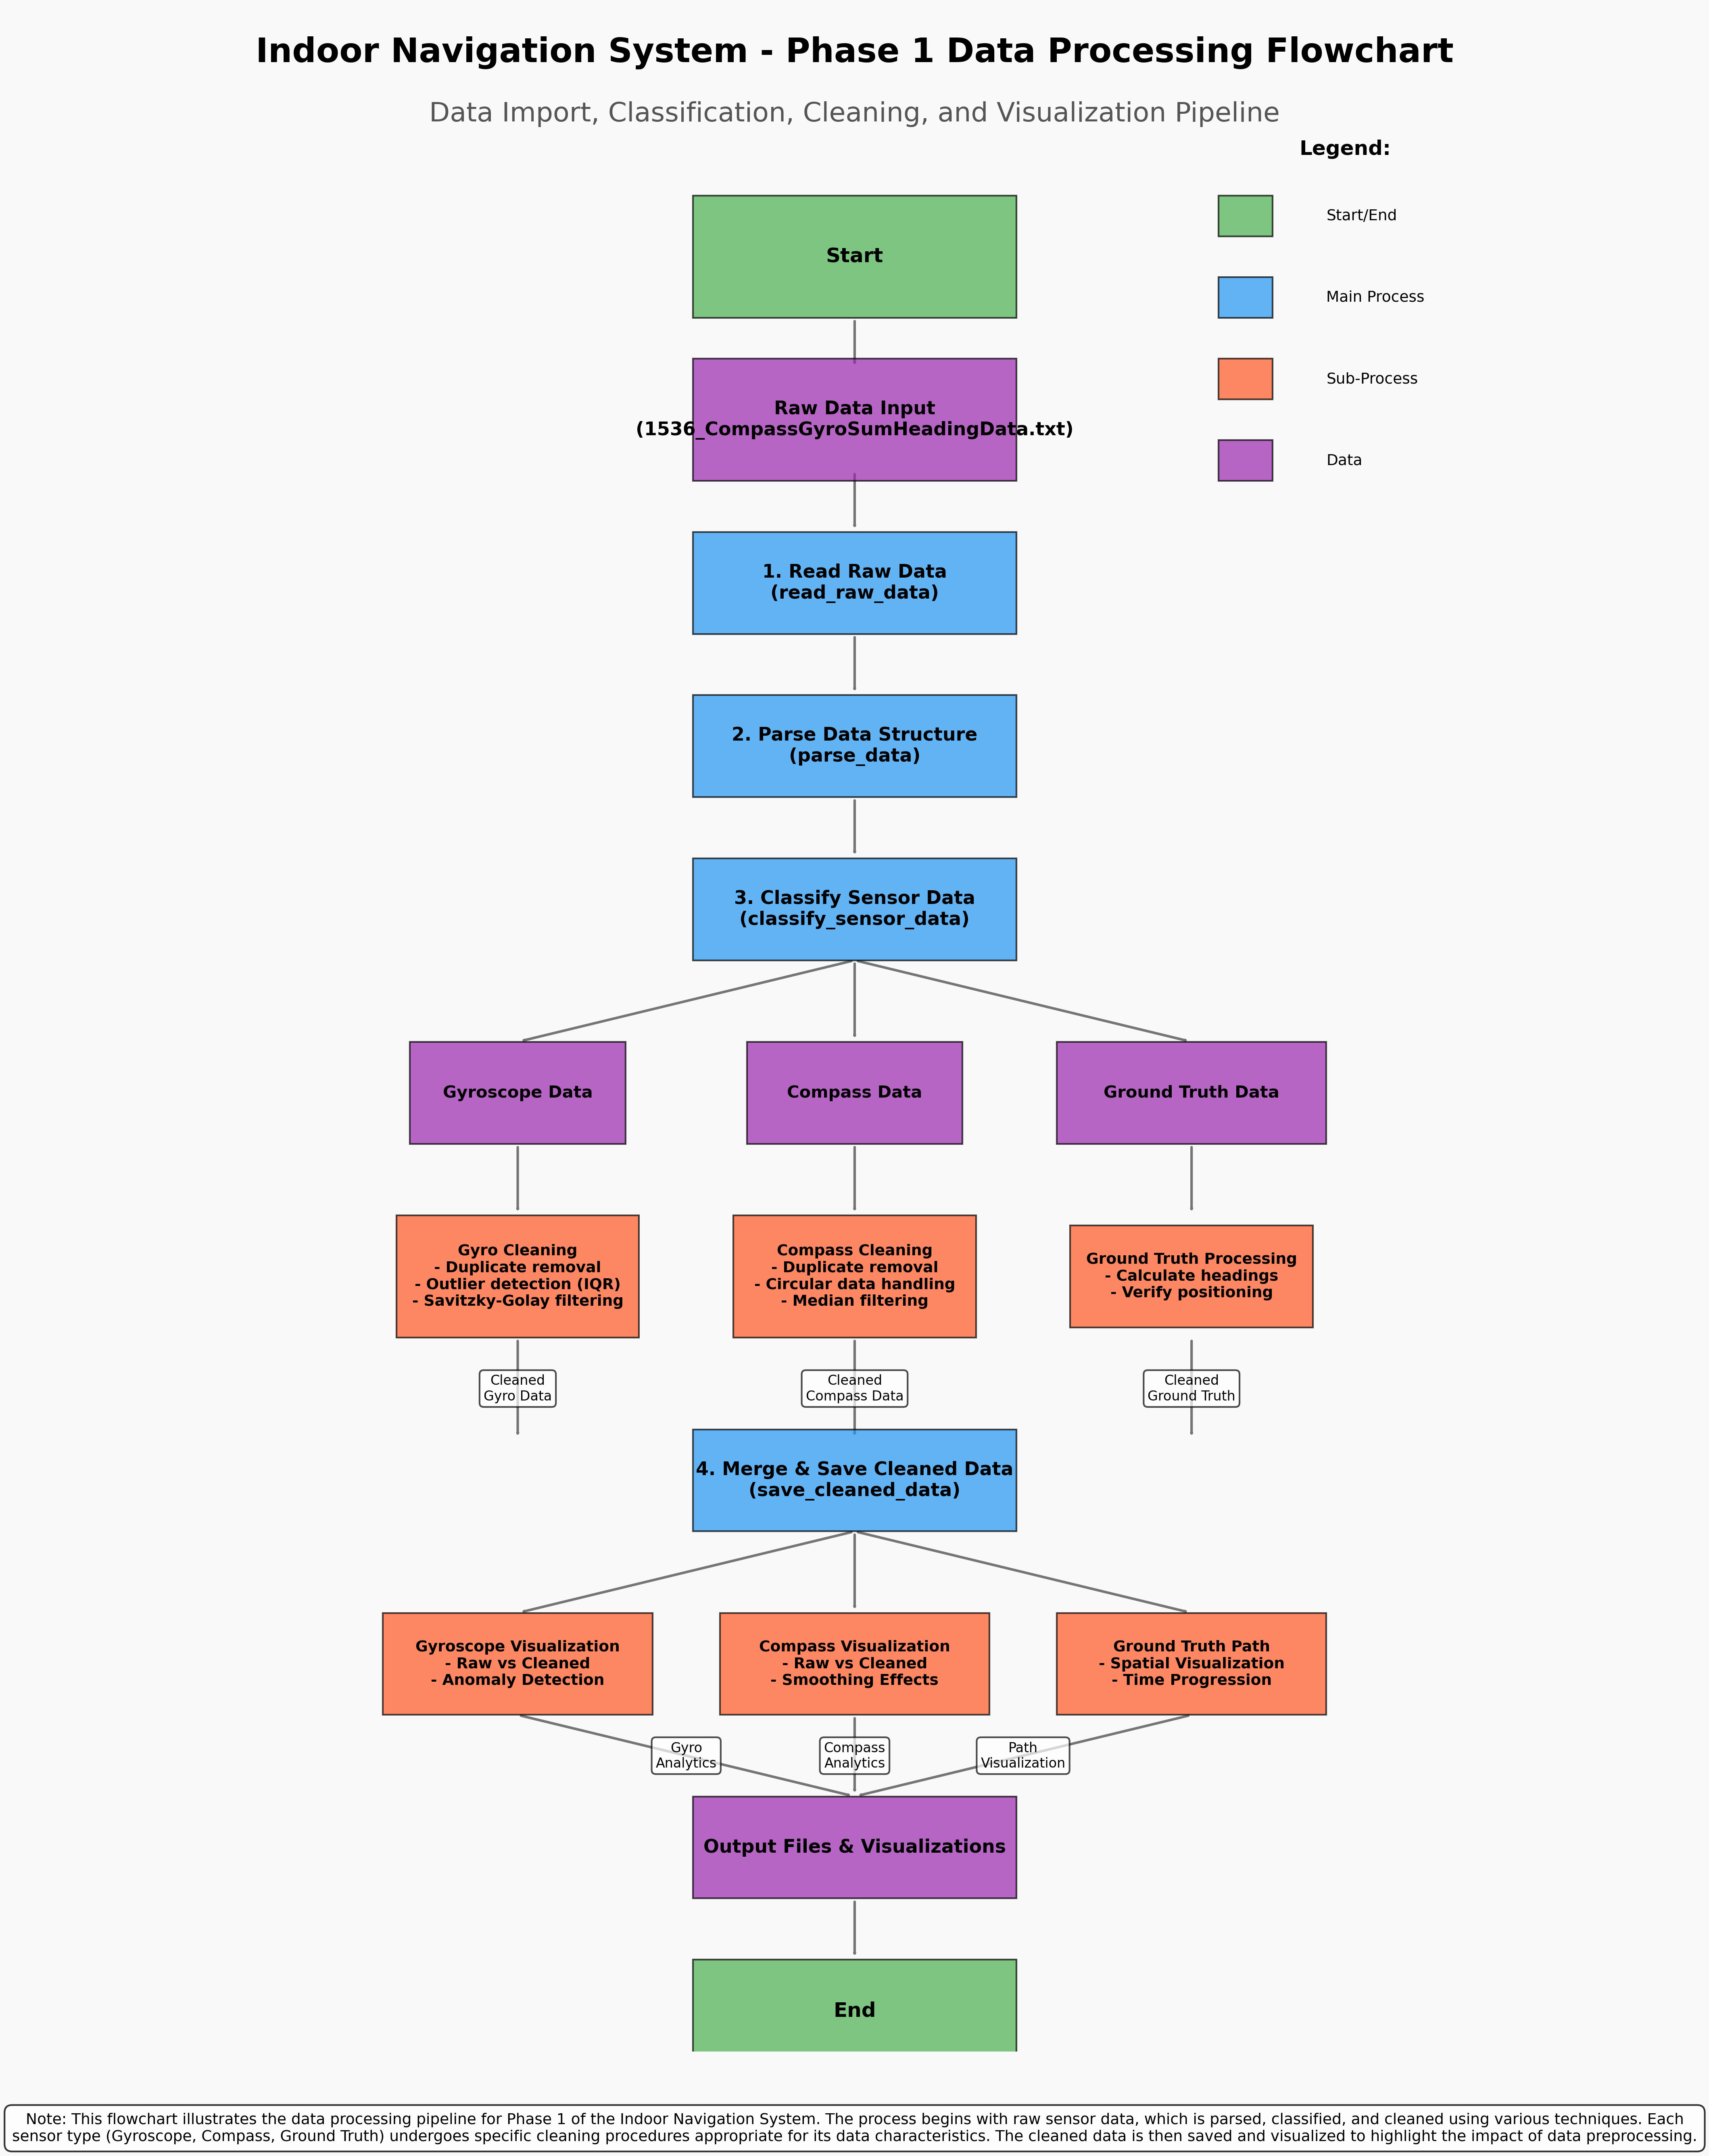 Indoor Navigation System - Phase 1 Data Processing Flowchart
Data Import, Classification, Cleaning, and Visualization Pipeline
Legend:
Start/End
Main Process
Sub-Process
Data
Start
Raw Data Input
(1536_CompassGyroSumHeadingData.txt)
1. Read Raw Data
(read_raw_data)
2. Parse Data Structure
(parse_data)
3. Classify Sensor Data
(classify_sensor_data)
Gyroscope Data
Compass Data
Ground Truth Data
Gyro Cleaning
- Duplicate removal
- Outlier detection (IQR)
- Savitzky-Golay filtering
Compass Cleaning
- Duplicate removal
- Circular data handling
- Median filtering
Ground Truth Processing
- Calculate headings
- Verify positioning
Cleaned
Gyro Data
Cleaned
Compass Data
Cleaned
Ground Truth
4. Merge & Save Cleaned Data
(save_cleaned_data)
Gyroscope Visualization
- Raw vs Cleaned
- Anomaly Detection
Compass Visualization
- Raw vs Cleaned
- Smoothing Effects
Ground Truth Path
- Spatial Visualization
- Time Progression
Gyro
Analytics
Compass
Analytics
Path
Visualization
Output Files & Visualizations
End
Note: This flowchart illustrates the data processing pipeline for Phase 1 of the Indoor Navigation System. The process begins with raw sensor data, which is parsed, classified, and cleaned using various techniques. Each
sensor type (Gyroscope, Compass, Ground Truth) undergoes specific cleaning procedures appropriate for its data characteristics. The cleaned data is then saved and visualized to highlight the impact of data preprocessing.